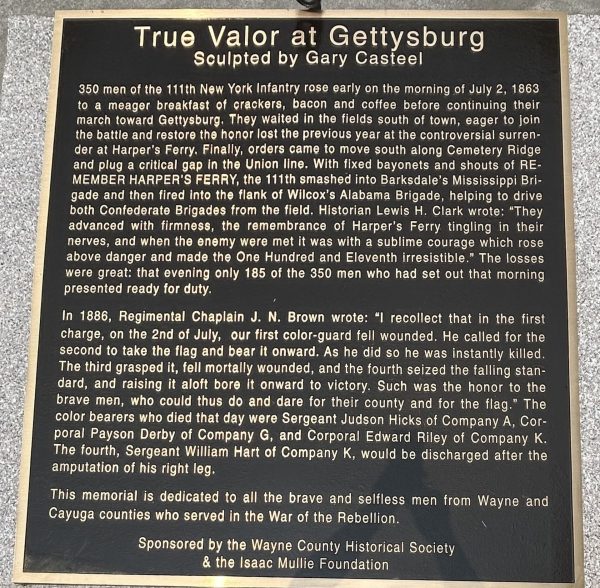 True Valor at Gettysburg
Sculpted by Gary Casteel
350 men of the 111th New York Infantry rose early on the morning of July 2, 1863
to a meager breakfast of crackers, bacon and coffee before continuing their
march toward Gettysburg. They waited in the fields south of town, eager to join
the battle and restore the honor lost the previous year at the controversial surren-
der at Harper's Ferry. Finally, orders came to move south along Cemetery Ridge
and plug a critical gap in the Union line. With fixed bayonets and shouts of RE-
MEMBER HARPER'S FERRY, the 111th smashed into Barksdale's Mississippi Bri-
gade and then fired into the flank of Wilcox's Alabama Brigade, helping to drive
both Confederate Brigades from the field. Historian Lewis H. Clark wrote: “They
advanced with firmness, the remembrance of Harper's Ferry tingling in their
nerves, and when the enemy were met it was with a sublime courage which rose
above danger and made the One Hundred and Eleventh irresistible.” The losses
were great: that evening only 185 of the 350 men who had set out that morning
presented ready for duty.
In 1886, Regimental Chaplain J. N. Brown wrote: “I recollect that in the first
charge, on the 2nd of July, our first color-guard fell wounded. He called for the
second to take the flag and bear it onward. As he did so he was instantly killed.
The third grasped it, fell mortally wounded, and the fourth seized the falling stan-
dard, and raising it aloft bore it onward to victory. Such was the honor to the
brave men, who could thus do and dare for their county and for the flag.” The
color bearers who died that day were Sergeant Judson Hicks of Company A, Cor-
poral Payson Derby of Company G, and Corporal Edward Riley of Company K.
The fourth, Sergeant William Hart of Company K, would be discharged after the
amputation of his right leg.
This memorial is dedicated to all the brave and selfless men from Wayne and
Cayuga counties who served in the War of the Rebellion.
Sponsored by the Wayne County Historical Society
& the Isaac Mullie Foundation